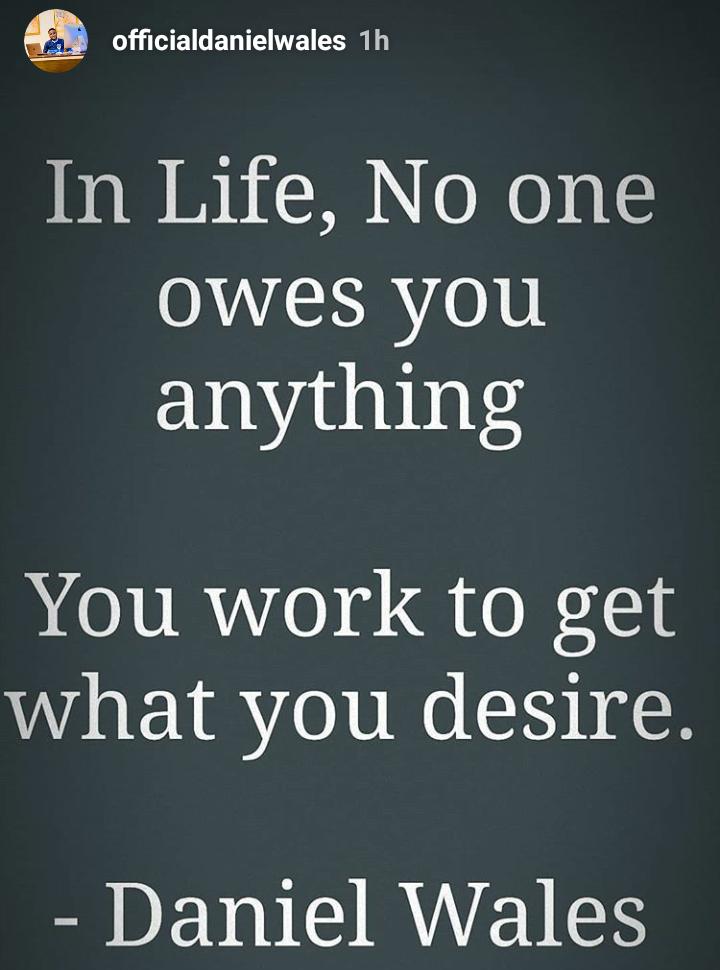 officialdanielwales 1h
In Life, No one
owes you
anything
You work to get
what you desire.
- Daniel Wales